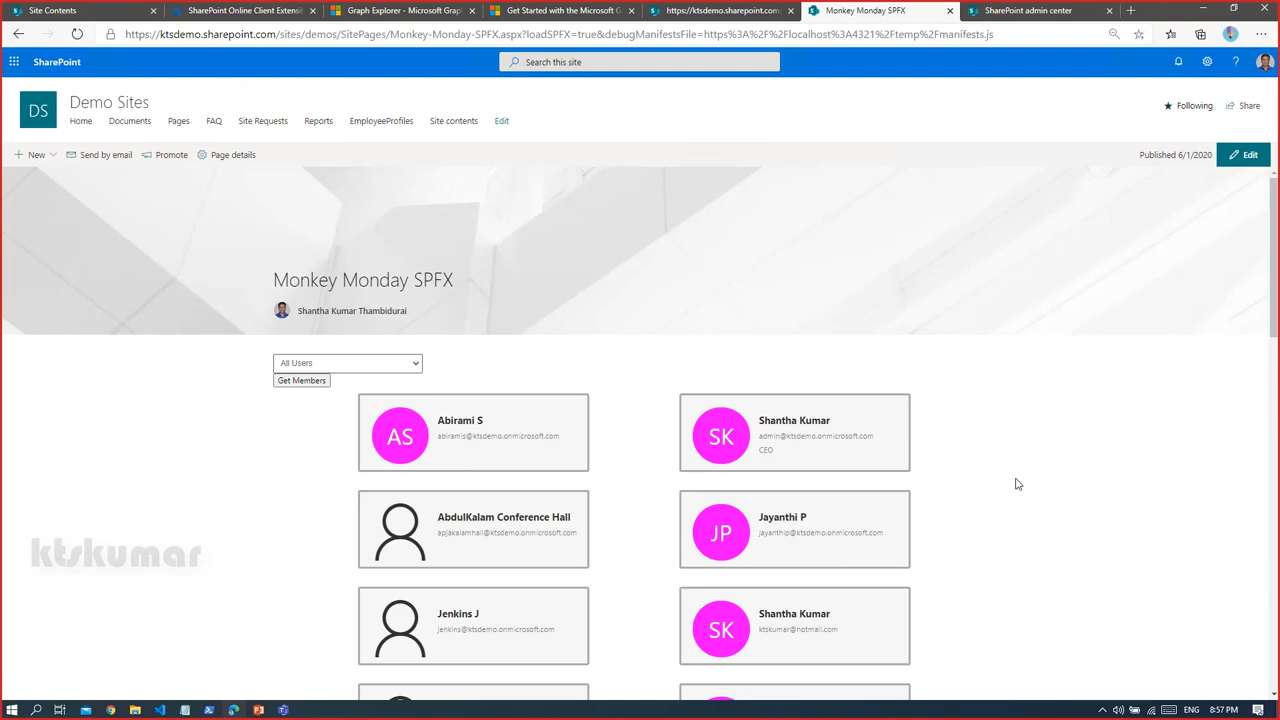 Site Contents
SharePoint Online Client Extensi
Graph Explorer - Microsoft Grap
Get Started with the Microsoft G
https://ktsdemo.sharepoint.com
Monkey Monday SPFX
SharePoint admin center
https://ktsdemo.sharepoint.com/sites/demos/SitePages/Monkey-Monday-SPFX.aspx?loadSPFX=true&debugManifestsFile=https%3A%2F%2Flocalhost%3A4321%2Ftemp%2Fmanifests.js
SharePoint
Search this site
DS
Demo Sites
Following
Share
Home
Documents
Pages
FAQ
Site Requests
Reports
EmployeeProfiles
Site contents
Edit
New
Send by email
Promote
Page details
Published 6/1/2020
Edit
Monkey Monday SPFX
Shantha Kumar Thambidurai
All Users
Get Members
AS
Abirami S
abiramis@ktsdemo.onmicrosoft.com
SK
Shantha Kumar
admin@ktsdemo.onmicrosoft.com
CEO
AbdulKalam Conference Hall
apjakalamhall@ktsdemo.onmicrosoft.com
JP
Jayanthi P
jayanthip@ktsdemo.onmicrosoft.com
Jenkins J
jenkins@ktsdemo.onmicrosoft.com
SK
Shantha Kumar
ktskumar@hotmail.com
ktskumar
ENG
8:57 PM